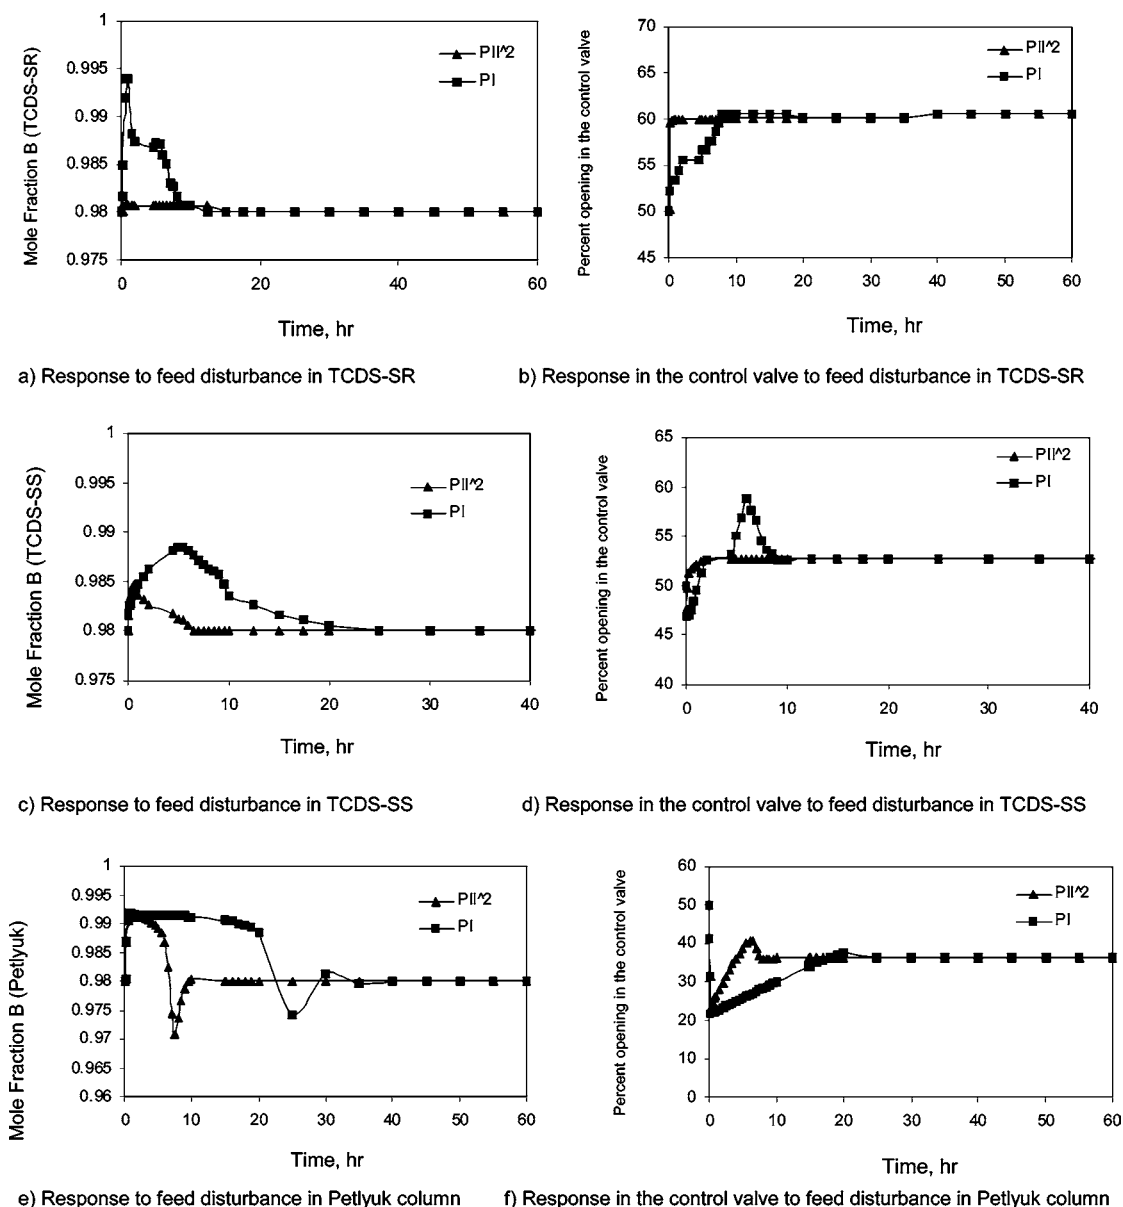 1
0.995
0.99
0.985
0.98
0.975
0 20 40 60
Mole Fraction B (TCDS-SR)
Time, hr
PII^2
PI
70
65
60
55
50
45
0 10 20 30 40 50 60
Percent opening in the control valve
Time, hr
PII^2
PI
a) Response to feed disturbance in TCDS-SR
b) Response in the control valve to feed disturbance in TCDS-SR
1
0.995
0.99
0.985
0.98
0.975
0 10 20 30 40
Mole Fraction B (TCDS-SS)
Time, hr
PII^2
PI
65
60
55
50
45
40
0 10 20 30 40
Percent opening in the control valve
Time, hr
PII^2
PI
c) Response to feed disturbance in TCDS-SS
d) Response in the control valve to feed disturbance in TCDS-SS
1
0.995
0.99
0.985
0.98
0.975
0.97
0.965
0.96
0 10 20 30 40 50 60
Mole Fraction B (Petlyuk)
Time, hr
PII^2
PI
60
50
40
30
20
10
0
0 10 20 30 40 50 60
Percent opening in the control valve
Time, hr
PII^2
PI
e) Response to feed disturbance in Petlyuk column
f) Response in the control valve to feed disturbance in Petlyuk column